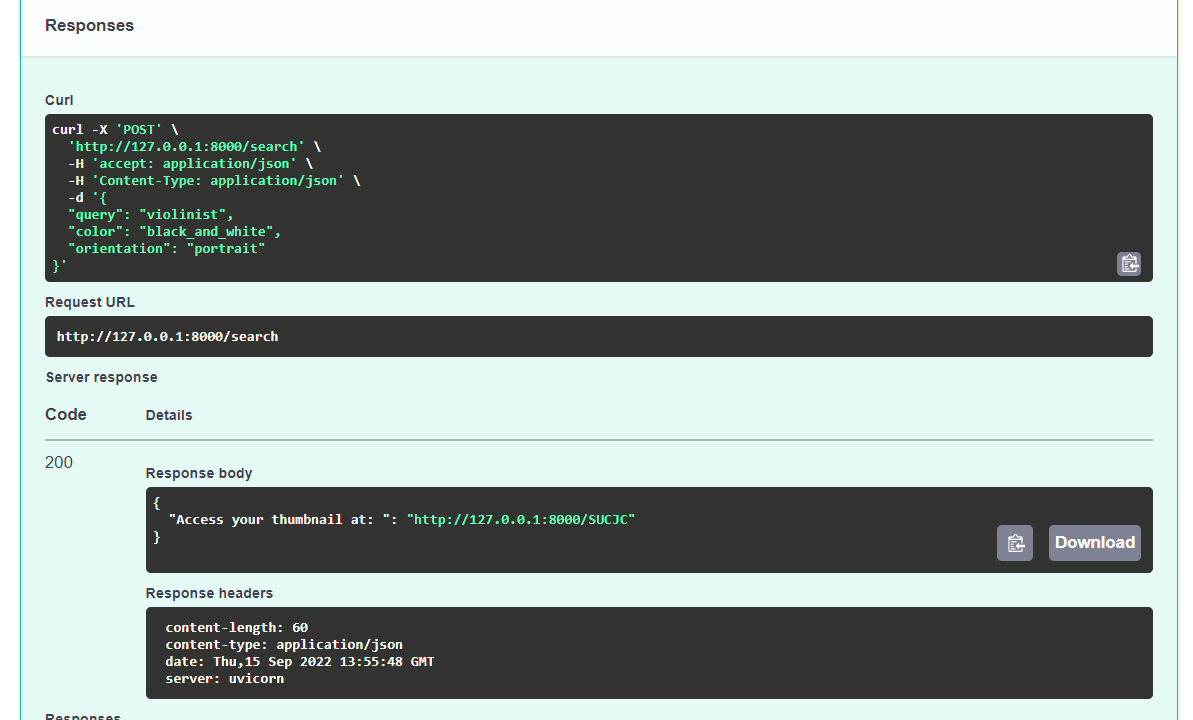 Responses
Curl
curl -X 'POST' \
  'http://127.0.0.1:8000/search' \
  -H 'accept: application/json' \
  -H 'Content-Type: application/json' \
  -d '{
  "query": "violinist",
  "color": "black_and_white",
  "orientation": "portrait"
}'
Request URL
http://127.0.0.1:8000/search
Server response
Code Details
200
Response body
{
  "Access your thumbnail at: ": "http://127.0.0.1:8000/SUCJC"
}
Download
Response headers
content-length: 60
content-type: application/json
date: Thu,15 Sep 2022 13:55:48 GMT
server: uvicorn
Responses